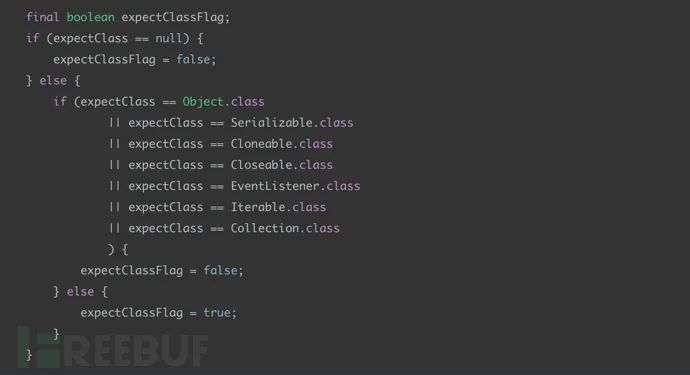 final boolean expectClassFlag;
if (expectClass == null) {
    expectClassFlag = false;
} else {
    if (expectClass == Object.class
            || expectClass == Serializable.class
            || expectClass == Cloneable.class
            || expectClass == Closeable.class
            || expectClass == EventListener.class
            || expectClass == Iterable.class
            || expectClass == Collection.class
            ) {
        expectClassFlag = false;
    } else {
        expectClassFlag = true;
    }
}
FREEBUF